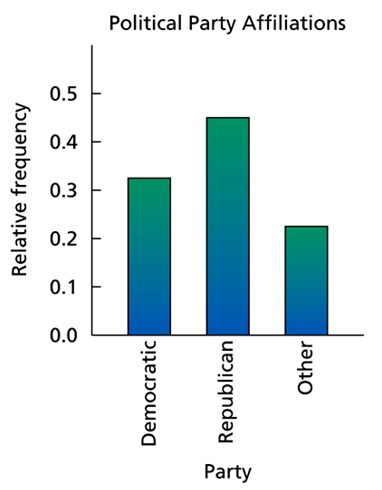 Political Party Affiliations
Relative frequency
0.5
0.4
0.3
0.2
0.1
0.0
Democratic
Republican
Other
Party